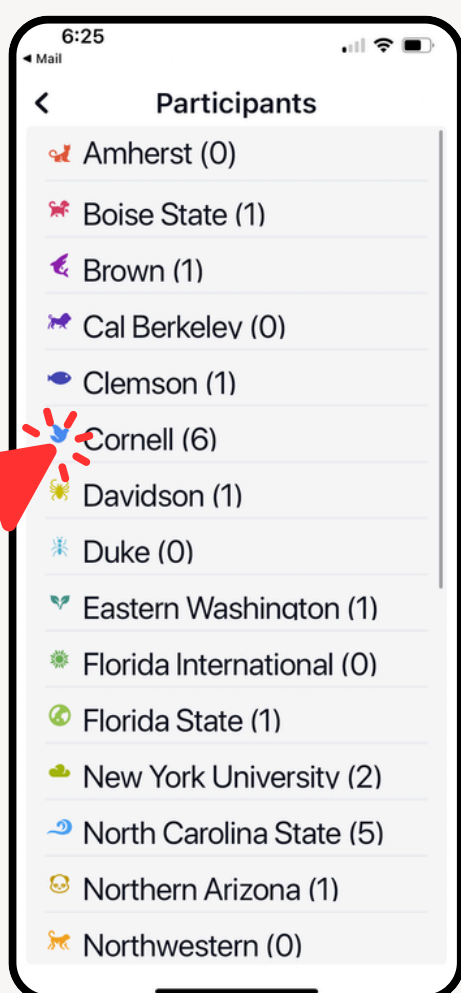 6:25
◀ Mail
Participants
Amherst (0)
Boise State (1)
Brown (1)
Cal Berkeley (0)
Clemson (1)
Cornell (6)
Davidson (1)
Duke (0)
Eastern Washington (1)
Florida International (0)
Florida State (1)
New York University (2)
North Carolina State (5)
Northern Arizona (1)
Northwestern (0)